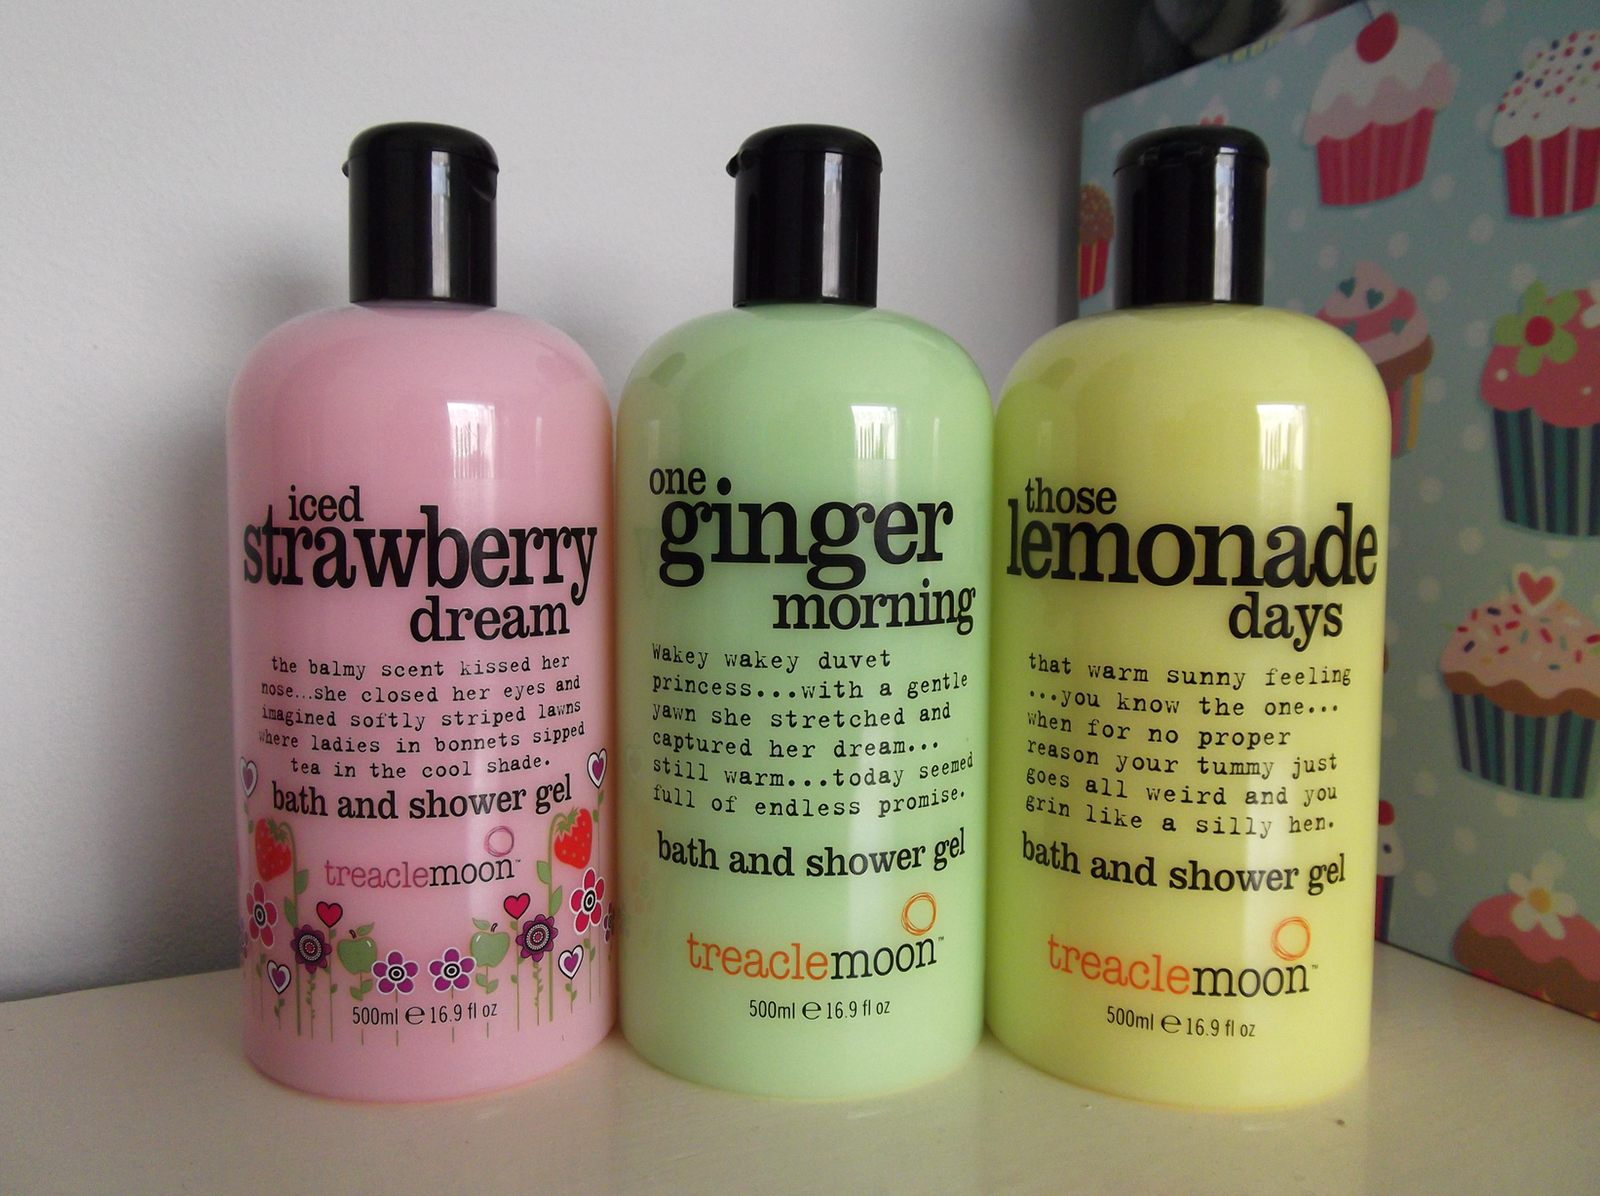 iced
strawberry
dream
the balmy scent kissed her
nose...she closed her eyes and
imagined softly striped lawns
where ladies in bonnets sipped
tea in the cool shade.
bath and shower gel
treaclemoon™
500ml ℮ 16.9 fl oz
one
ginger
morning
Wakey wakey duvet
princess...with a gentle
yawn she stretched and
captured her dream...
still warm...today seemed
full of endless promise.
bath and shower gel
treaclemoon™
500ml ℮ 16.9 fl oz
those
lemonade
days
that warm sunny feeling
...you know the one...
when for no proper
reason your tummy just
goes all weird and you
grin like a silly hen.
bath and shower gel
treaclemoon™
500ml ℮ 16.9 fl oz